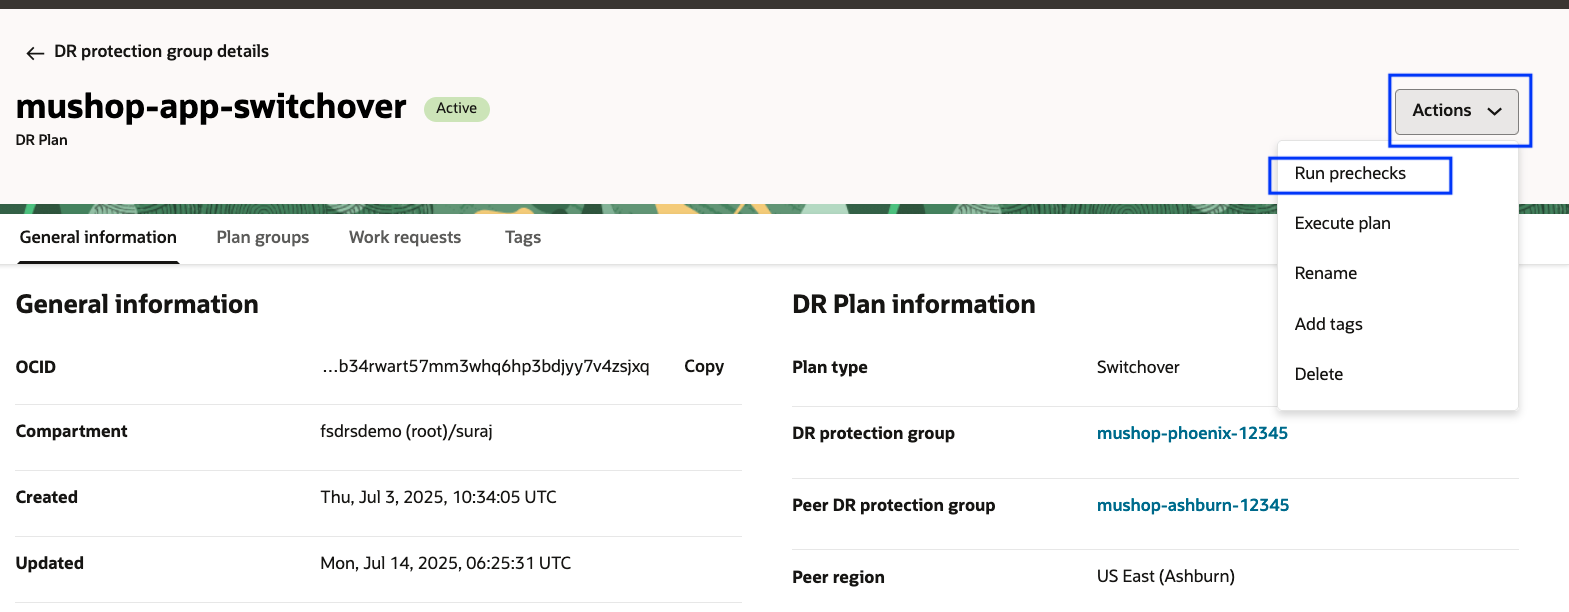 DR protection group details
mushop-app-switchover Active
DR Plan
Actions
Run prechecks
Execute plan
Rename
Add tags
Delete
General information Plan groups Work requests Tags
General information
OCID ...b34rwart57mm3whq6hp3bdjyy7v4zsjxq Copy
Compartment fsdrsdemo (root)/suraj
Created Thu, Jul 3, 2025, 10:34:05 UTC
Updated Mon, Jul 14, 2025, 06:25:31 UTC
DR Plan information
Plan type Switchover
DR protection group mushop-phoenix-12345
Peer DR protection group mushop-ashburn-12345
Peer region US East (Ashburn)